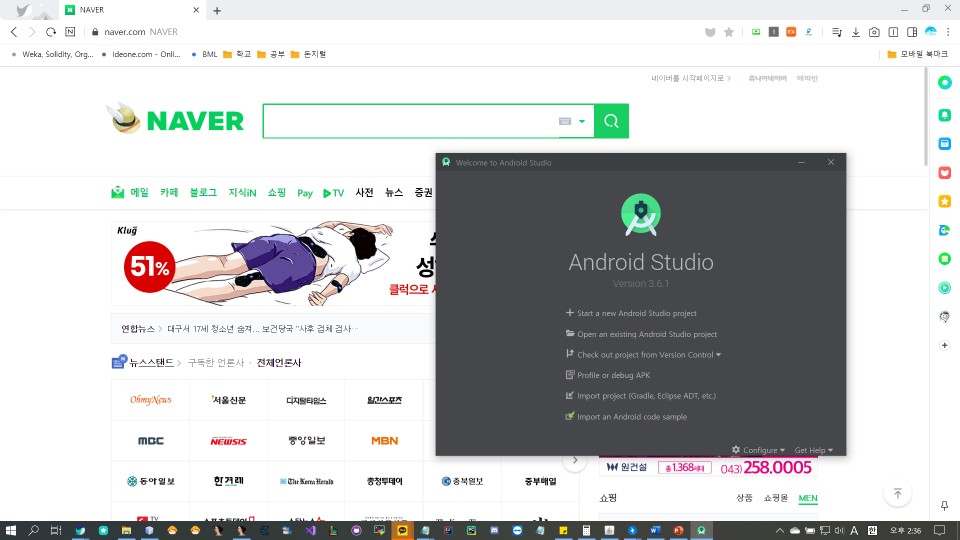 NAVER
naver.com NAVER
Weka, Solidity, Org...
Ideone.com - Onli...
BML
학교
공부
돈지털
모바일 북마크
네이버를 시작페이지로
쥬니어네이버
해피빈
NAVER
메일 카페 블로그 지식iN 쇼핑 Pay TV 사전 뉴스 증권
Klug
51%
연합뉴스 대구서 17세 청소년 숨져... 보건당국 "사후 검체 검사…
뉴스스탠드 구독한 언론사 · 전체언론사
OhmyNews 서울신문 디지털타임스 일간스포츠
MBC NEWSIS 중앙일보 MBN
동아일보 한겨레 The Korea Herald 충청투데이 충북일보 중부매일
Welcome to Android Studio
Android Studio
Version 3.6.1
Start a new Android Studio project
Open an existing Android Studio project
Check out project from Version Control
Profile or debug APK
Import project (Gradle, Eclipse ADT, etc.)
Import an Android code sample
Configure Get Help
원건설 총1,368세대 043)258.0005
쇼핑 상품 쇼핑몰 MEN
A 한 오후 2:36